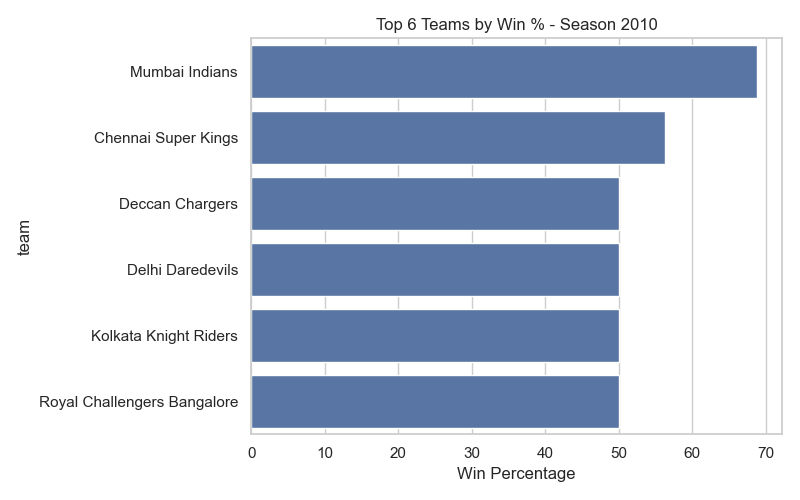 Top 6 Teams by Win % - Season 2010
team
Mumbai Indians
Chennai Super Kings
Deccan Chargers
Delhi Daredevils
Kolkata Knight Riders
Royal Challengers Bangalore
0 10 20 30 40 50 60 70
Win Percentage